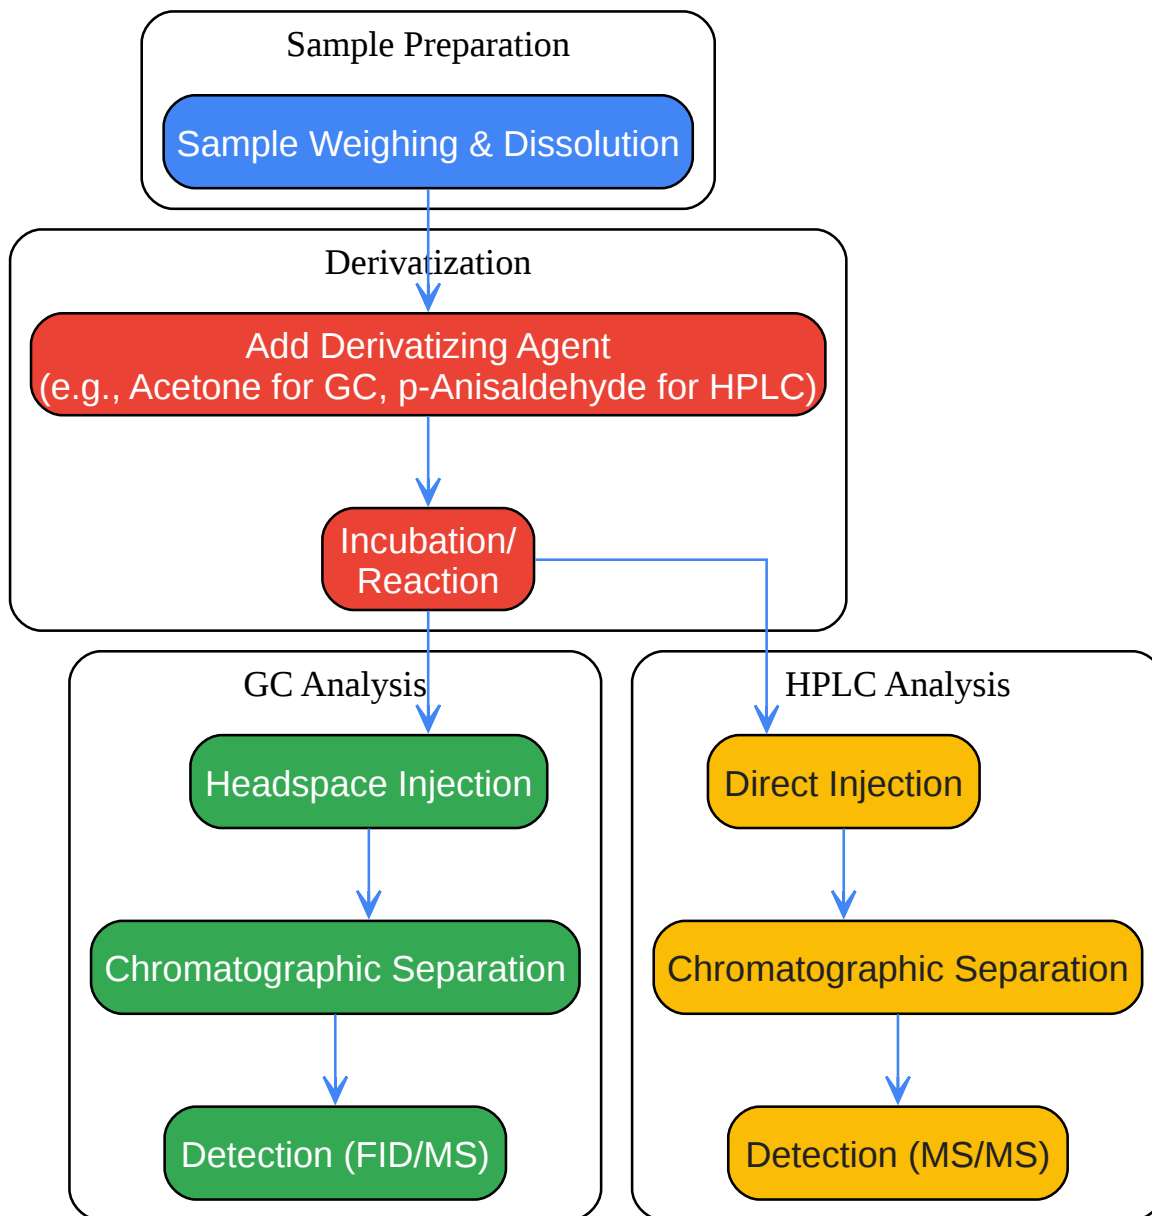 Sample Preparation
Sample Weighing & Dissolution
Derivatization
Add Derivatizing Agent
(e.g., Acetone for GC, p-Anisaldehyde for HPLC)
Incubation/
Reaction
GC Analysis
Headspace Injection
Chromatographic Separation
Detection (FID/MS)
HPLC Analysis
Direct Injection
Chromatographic Separation
Detection (MS/MS)